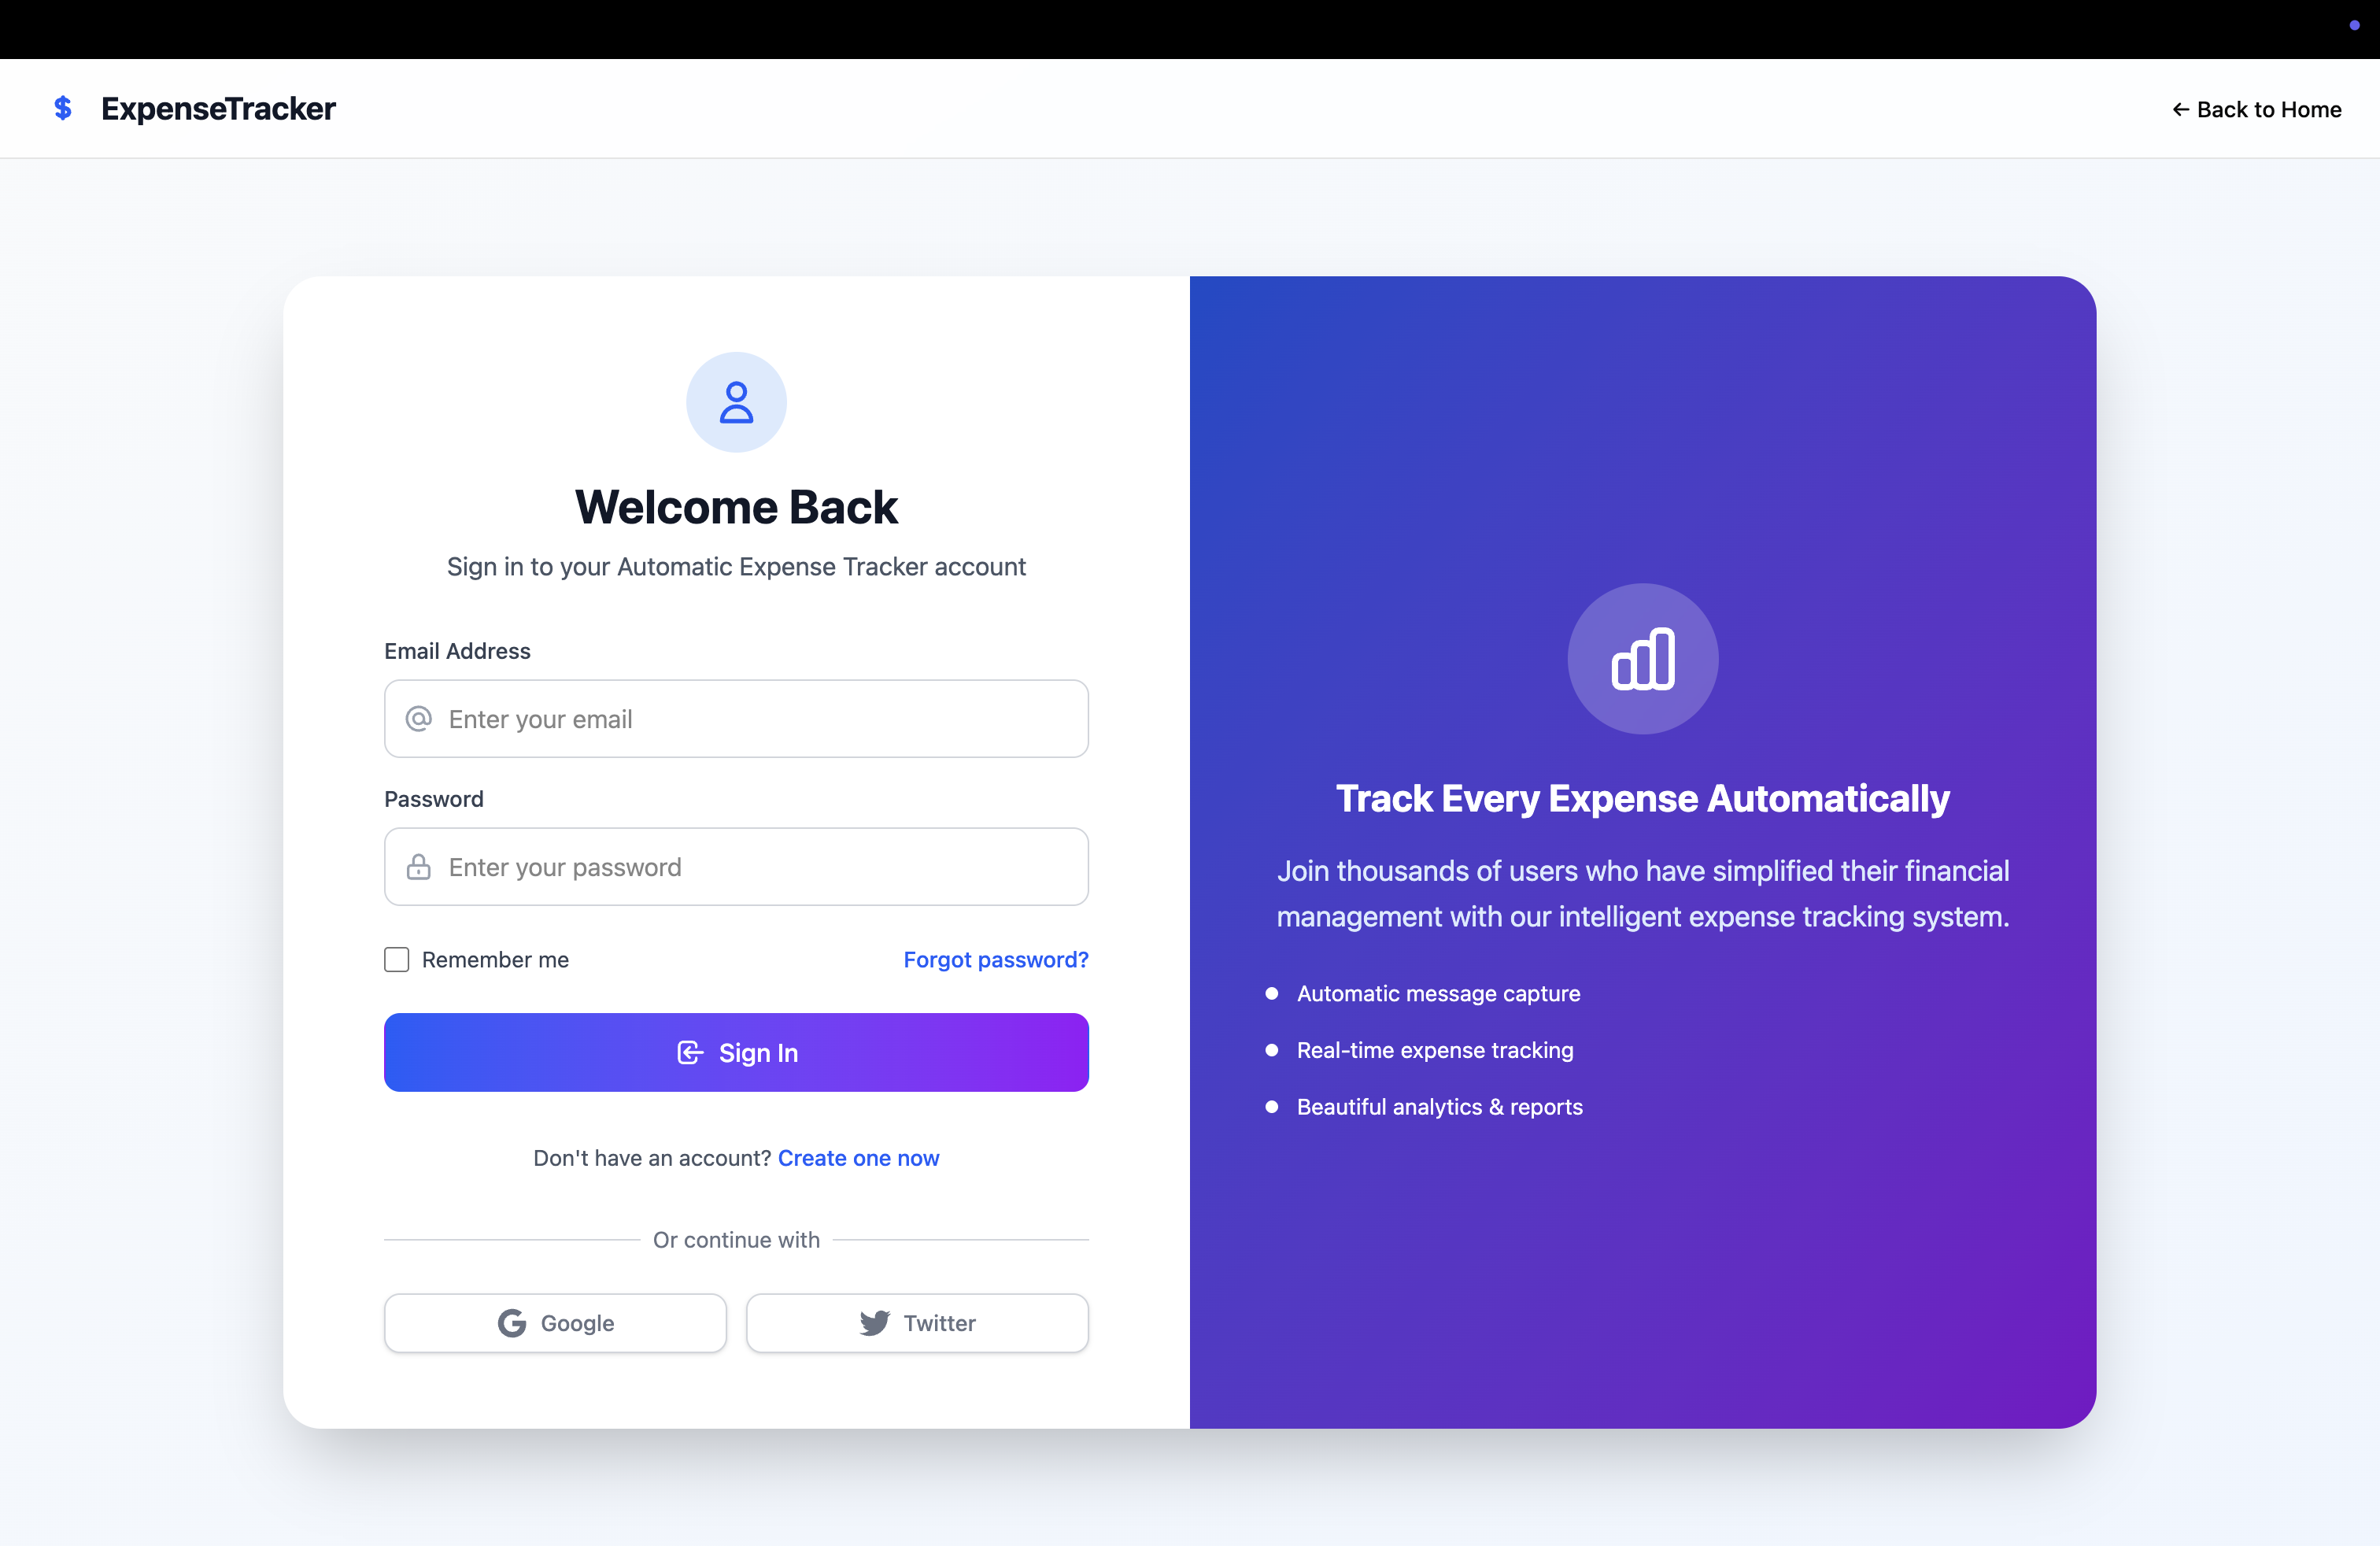 ExpenseTracker
← Back to Home
Welcome Back
Sign in to your Automatic Expense Tracker account
Email Address
Enter your email
Password
Enter your password
Remember me
Forgot password?
Sign In
Don't have an account? Create one now
Or continue with
Google
Twitter
Track Every Expense Automatically
Join thousands of users who have simplified their financial
management with our intelligent expense tracking system.
Automatic message capture
Real-time expense tracking
Beautiful analytics & reports